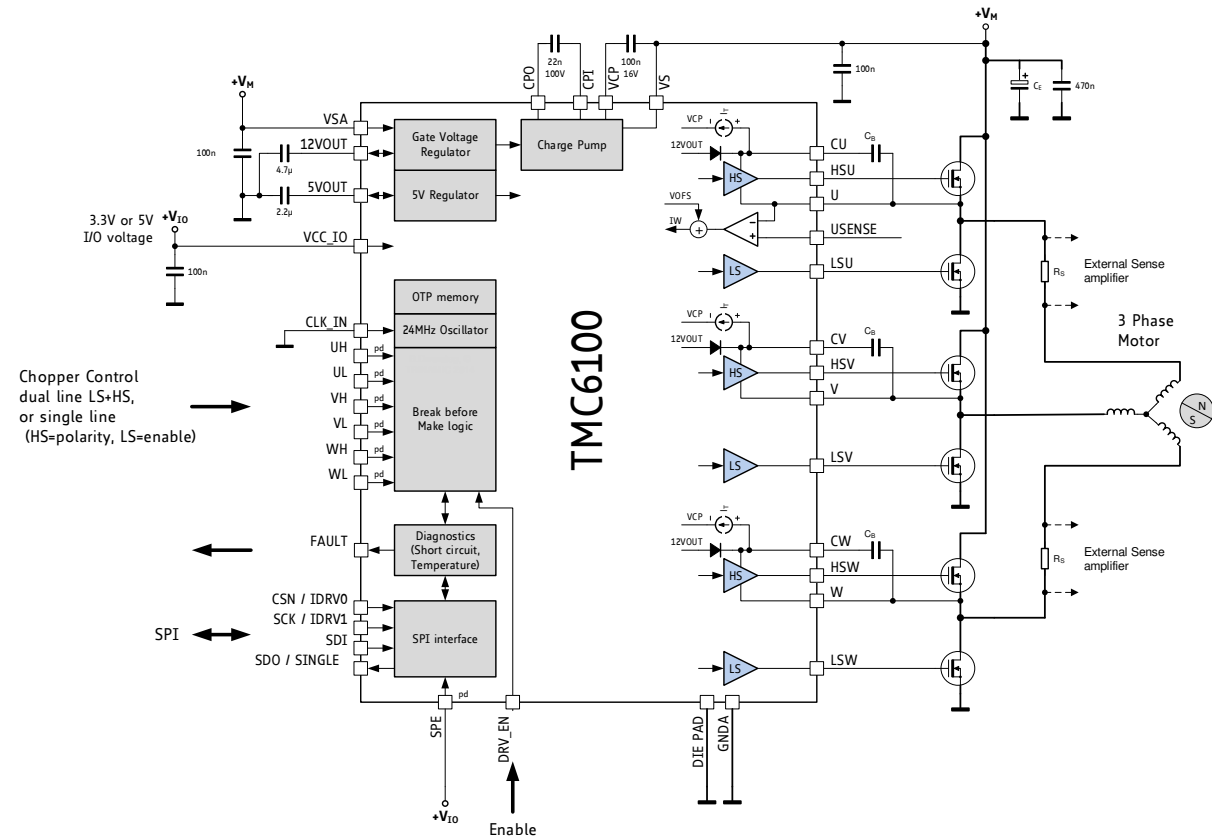 +VM
CPO
22n
100V
CPI
VCP
100n
16V
VS
100n
+
CE
470n
+VM
VSA
100n
12VOUT
4.7µ
5VOUT
2.2µ
Gate Voltage
Regulator
5V Regulator
Charge Pump
3.3V or 5V
I/O voltage
+VIO
VCC_IO
100n
OTP memory
24MHz Oscillator
Break before
Make logic
CLK_IN
UH
pd
UL
pd
VH
pd
VL
pd
WH
pd
WL
pd
Chopper Control
dual line LS+HS,
or single line
(HS=polarity, LS=enable)
FAULT
Diagnostics
(Short circuit,
Temperature)
CSN / IDRV0
SCK / IDRV1
SDI
SDO / SINGLE
SPI interface
SPI
SPE
pd
+VIO
DRV_EN
Enable
TMC6100
DIE PAD
GNDA
VCP
+
12VOUT
HS
CU
CB
HSU
U
VOFS
IW
+
-
+
USENSE
LS
LSU
RS
External Sense
amplifier
VCP
+
12VOUT
HS
CV
CB
HSV
V
LS
LSV
3 Phase
Motor
N
S
VCP
+
12VOUT
HS
CW
CB
HSW
W
LS
LSW
RS
External Sense
amplifier